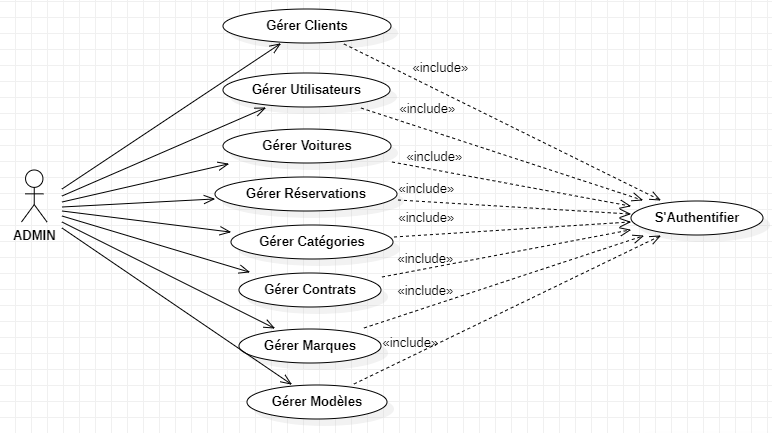 Gérer Clients
«include»
Gérer Utilisateurs
«include»
Gérer Voitures
«include»
Gérer Réservations
«include»
S'Authentifier
ADMIN
Gérer Catégories
«include»
Gérer Contrats
«include»
Gérer Marques
«include»
Gérer Modèles
«include»